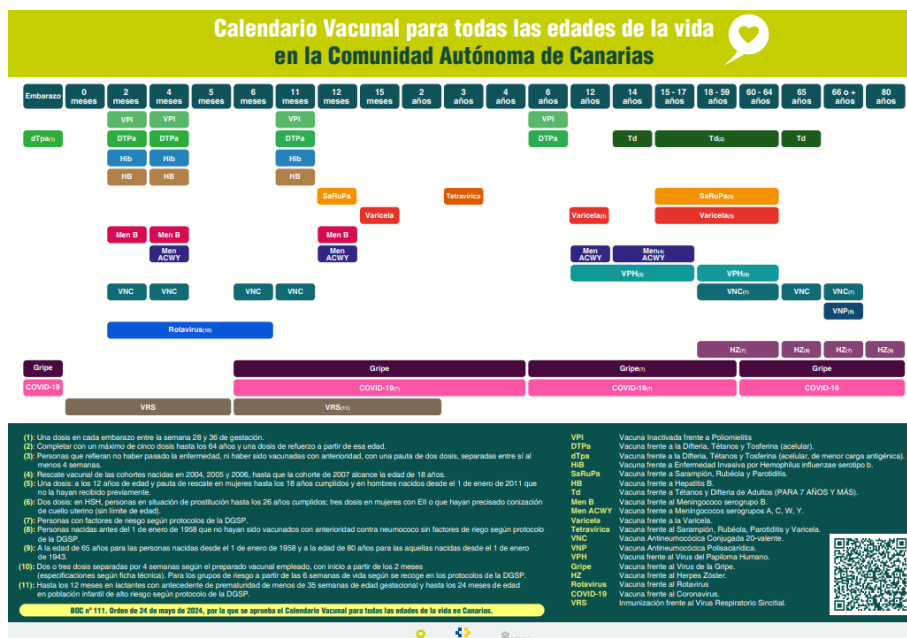 Calendario Vacunal para todas las edades de la vida
en la Comunidad Autónoma de Canarias
Embarazo
0 meses
2 meses
4 meses
5 meses
6 meses
11 meses
12 meses
15 meses
2 años
3 años
4 años
6 años
12 años
14 años
15 - 17 años
18 - 59 años
60 - 64 años
65 años
66 o + años
80 años
VPI VPI VPI VPI
dTpa(1) DTPa DTPa DTPa DTPa Td Td(2) Td
Hib Hib Hib
HB HB HB
SaRuPa Tetravírica SaRuPa(3)
Varicela Varicela(3) Varicela(3)
Men B Men B Men B
Men ACWY Men ACWY Men ACWY Men(4) ACWY
VPH(5) VPH(6)
VNC VNC VNC VNC VNC(7) VNC VNC(7)
VNP(8)
Rotavirus(10)
HZ(7) HZ(9) HZ(7) HZ(9)
Gripe Gripe Gripe(7) Gripe
COVID-19 COVID-19(7) COVID-19(7) COVID-19
VRS VRS(11)
(1): Una dosis en cada embarazo entre la semana 28 y 36 de gestación.
(2): Completar con un máximo de cinco dosis hasta los 64 años y una dosis de refuerzo a partir de esa edad.
(3): Personas que refieran no haber pasado la enfermedad, ni haber sido vacunadas con anterioridad, con una pauta de dos dosis, separadas entre sí al
menos 4 semanas.
(4): Rescate vacunal de las cohortes nacidas en 2004, 2005 y 2006, hasta que la cohorte de 2007 alcance la edad de 18 años.
(5): Una dosis: a los 12 años de edad y pauta de rescate en mujeres hasta los 18 años cumplidos y en hombres nacidos desde el 1 de enero de 2011 que
no la hayan recibido previamente.
(6): Dos dosis: en HSH, personas en situación de prostitución hasta los 26 años cumplidos; tres dosis en mujeres con EII o que hayan precisado conización
de cuello uterino (sin límite de edad).
(7): Personas con factores de riesgo según protocolos de la DGSP.
(8): Personas nacidas antes del 1 de enero de 1958 que no hayan sido vacunados con anterioridad contra neumococo sin factores de riesgo según protocolo
de la DGSP.
(9): A la edad de 65 años para las personas nacidas desde el 1 de enero de 1958 y a la edad de 80 años para las aquellas nacidas desde el 1 de enero
de 1943.
(10): Dos o tres dosis separadas por 4 semanas según el preparado vacunal empleado, con inicio a partir de los 2 meses
(especificaciones según ficha técnica). Para los grupos de riesgo a partir de las 6 semanas de vida según se recoge en los protocolos de la DGSP.
(11): Hasta los 12 meses en lactantes con antecedente de prematuridad de menos de 35 semanas de edad gestacional y hasta los 24 meses de edad
en población infantil de alto riesgo según protocolo de la DGSP.
BOC nº 111. Orden de 24 de mayo de 2024, por la que se aprueba el Calendario Vacunal para todas las edades de la vida en Canarias.
VPI Vacuna Inactivada frente a Poliomielitis
DTPa Vacuna frente a la Difteria, Tétanos y Tosferina (acelular).
dTpa Vacuna frente a la Difteria, Tétanos y Tosferina (acelular, de menor carga antigénica).
HiB Vacuna frente a Enfermedad Invasiva por Hemophilus influenzae serotipo b.
SaRuPa Vacuna frente al Sarampión, Rubéola y Parotiditis.
HB Vacuna frente a Hepatitis B.
Td Vacuna frente a Tétanos y Difteria de Adultos (PARA 7 AÑOS Y MÁS).
Men B Vacuna frente al Meningococo serogrupo B.
Men ACWY Vacuna frente a Meningococos serogrupos A, C, W, Y.
Varicela Vacuna frente a la Varicela.
Tetravírica Vacuna frente al Sarampión, Rubéola, Parotiditis y Varicela.
VNC Vacuna Antineumocócica Conjugada 20-valente.
VNP Vacuna Antineumocócica Polisacarídica.
VPH Vacuna frente al Virus del Papiloma Humano.
Gripe Vacuna frente al Virus de la Gripe.
HZ Vacuna frente al Herpes Zóster.
Rotavirus Vacuna frente al Rotavirus
COVID-19 Vacuna frente al Coronavirus.
VRS Inmunización frente al Virus Respiratorio Sincitial.